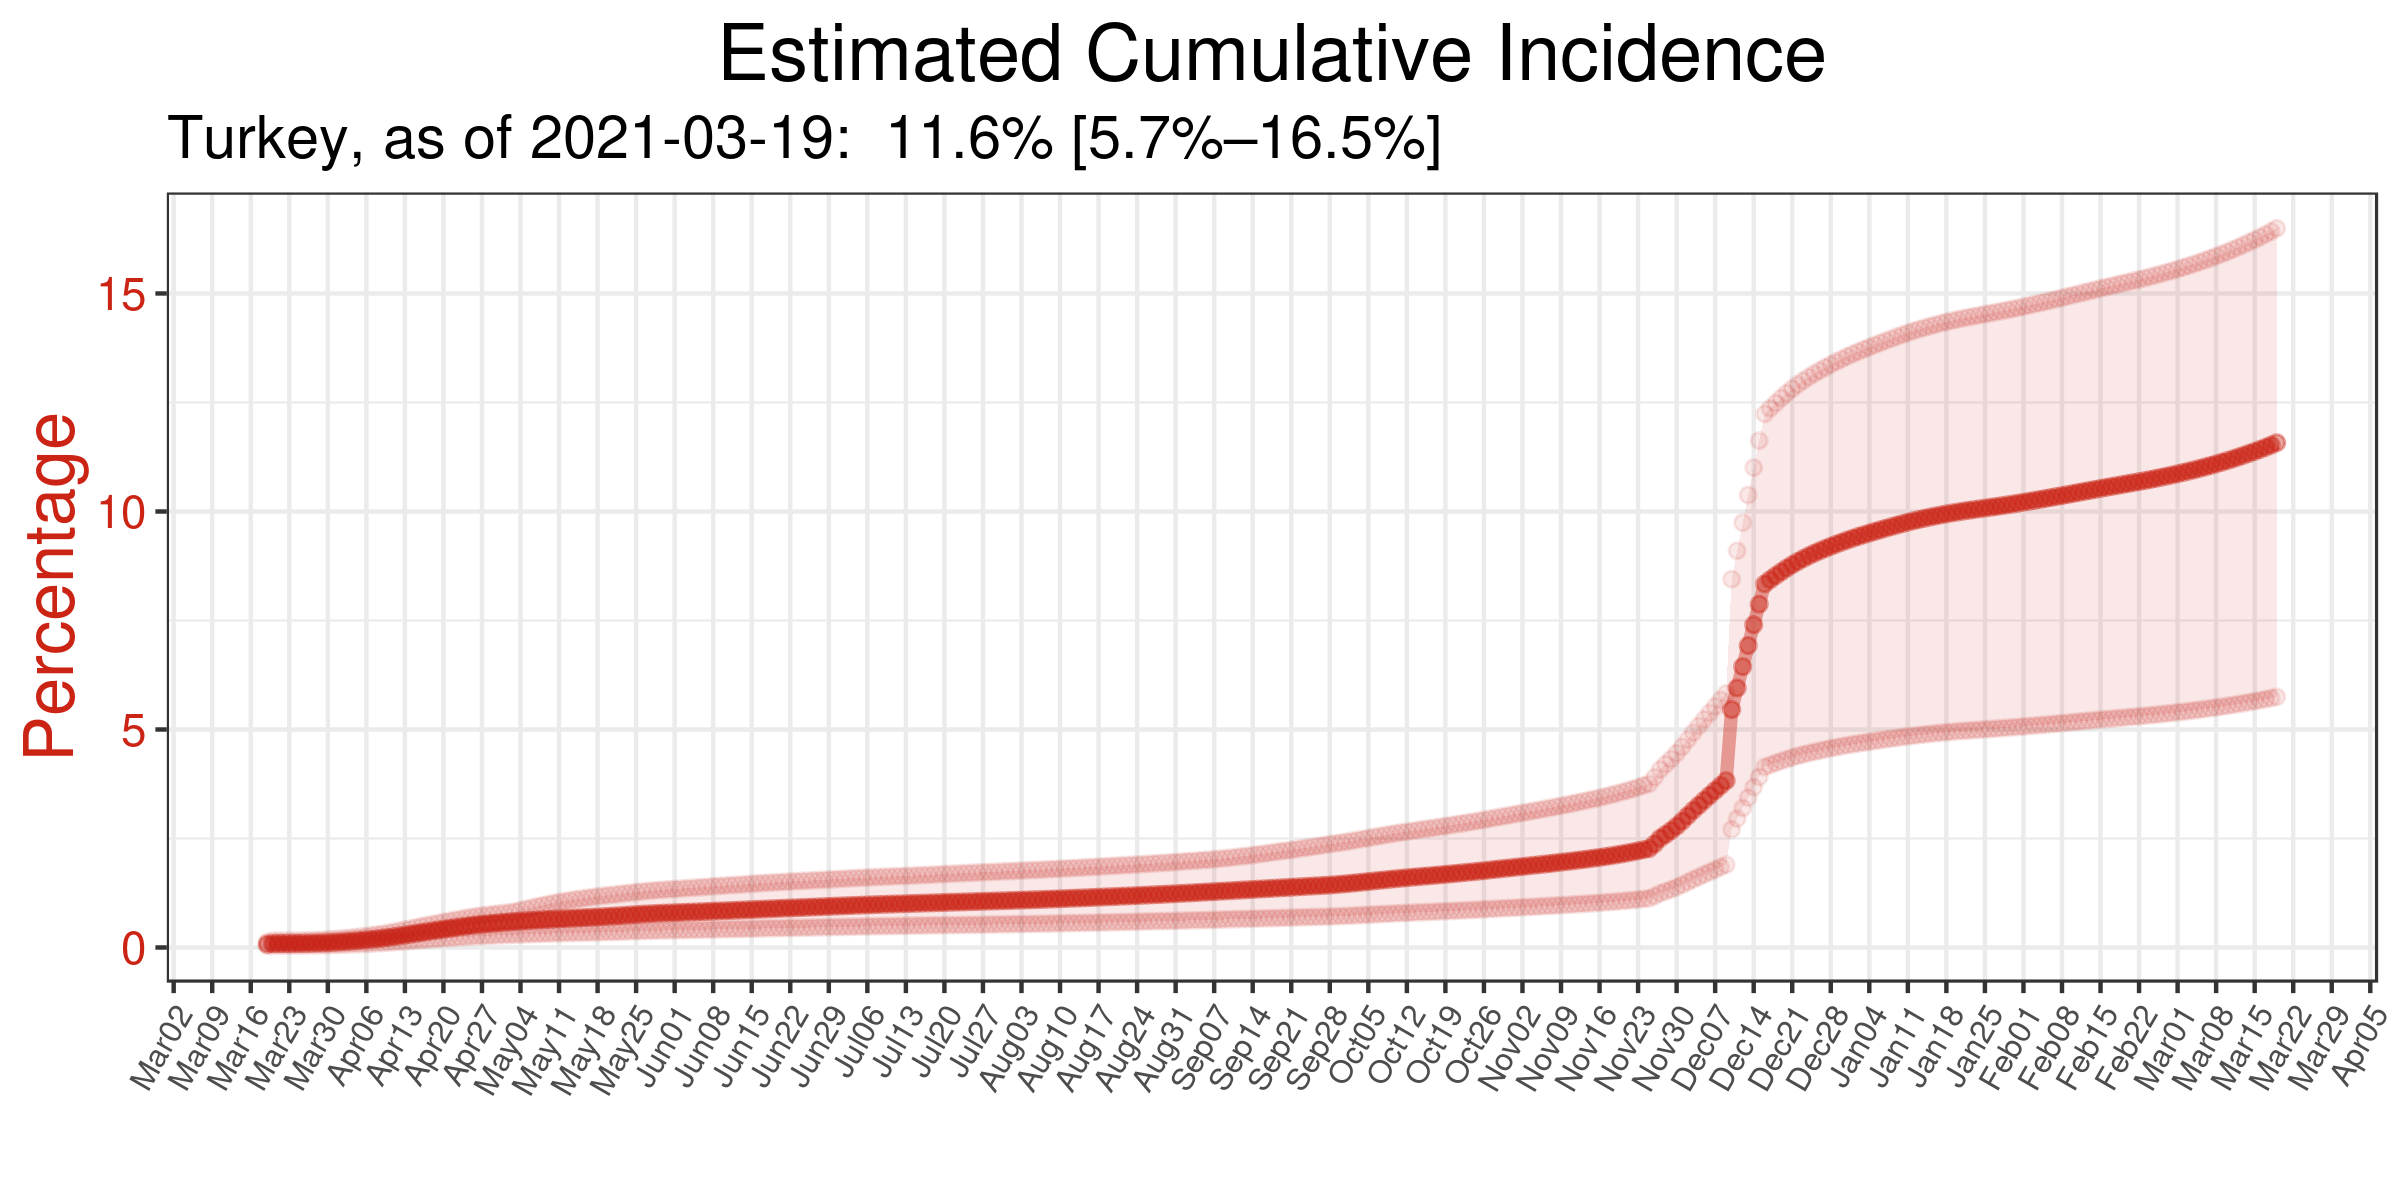 Estimated Cumulative Incidence
Turkey, as of 2021-03-19:  11.6% [5.7%–16.5%]
Percentage
15
10
5
0
Mar02
Mar09
Mar16
Mar23
Mar30
Apr06
Apr13
Apr20
Apr27
May04
May11
May18
May25
Jun01
Jun08
Jun15
Jun22
Jun29
Jul06
Jul13
Jul20
Jul27
Aug03
Aug10
Aug17
Aug24
Aug31
Sep07
Sep14
Sep21
Sep28
Oct05
Oct12
Oct19
Oct26
Nov02
Nov09
Nov16
Nov23
Nov30
Dec07
Dec14
Dec21
Dec28
Jan04
Jan11
Jan18
Jan25
Feb01
Feb08
Feb15
Feb22
Mar01
Mar08
Mar15
Mar22
Mar29
Apr05